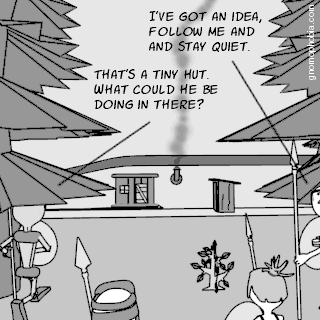 I'VE GOT AN IDEA,
FOLLOW ME AND
AND STAY QUIET.
THAT'S A TINY HUT.
WHAT COULD HE BE
DOING IN THERE?
gnomophobia.com